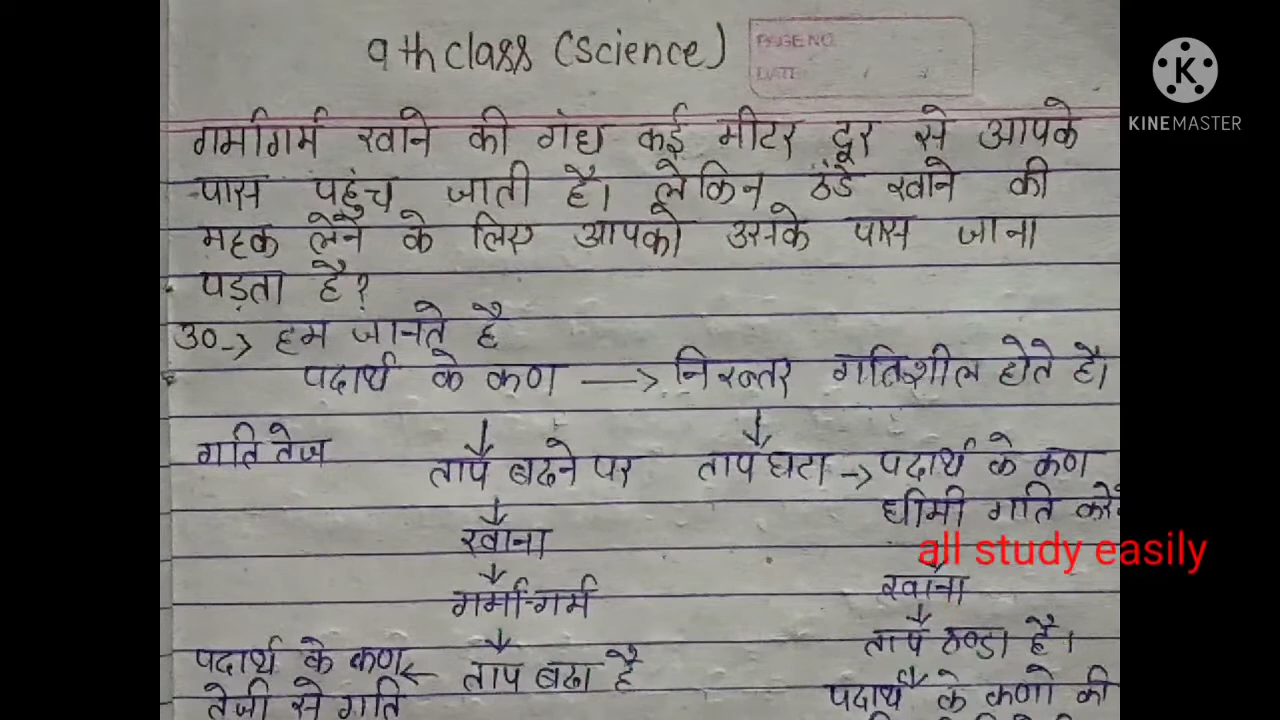 9th class (Science)
PAGE NO.
DATE
KINEMASTER
गर्मागर्म खाने की गंध कई मीटर दूर से आपके
पास पहुंच जाती है। लेकिन ठंडे खाने की
महक लेने के लिए आपको उसके पास जाना
पड़ता है?
उ०-> हम जानते है
पदार्थ के कण —> निरन्तर गतिशील होते है।
गति तेज ताप बढने पर ताप घटा -> पदार्थ के कण
धीमी गति
all study easily
खाना
गर्मा-गर्म
खाना
ताप ठण्डा है।
पदार्थ के कण <- ताप बढा है
तेजी से गति
पदार्थ के कणो की